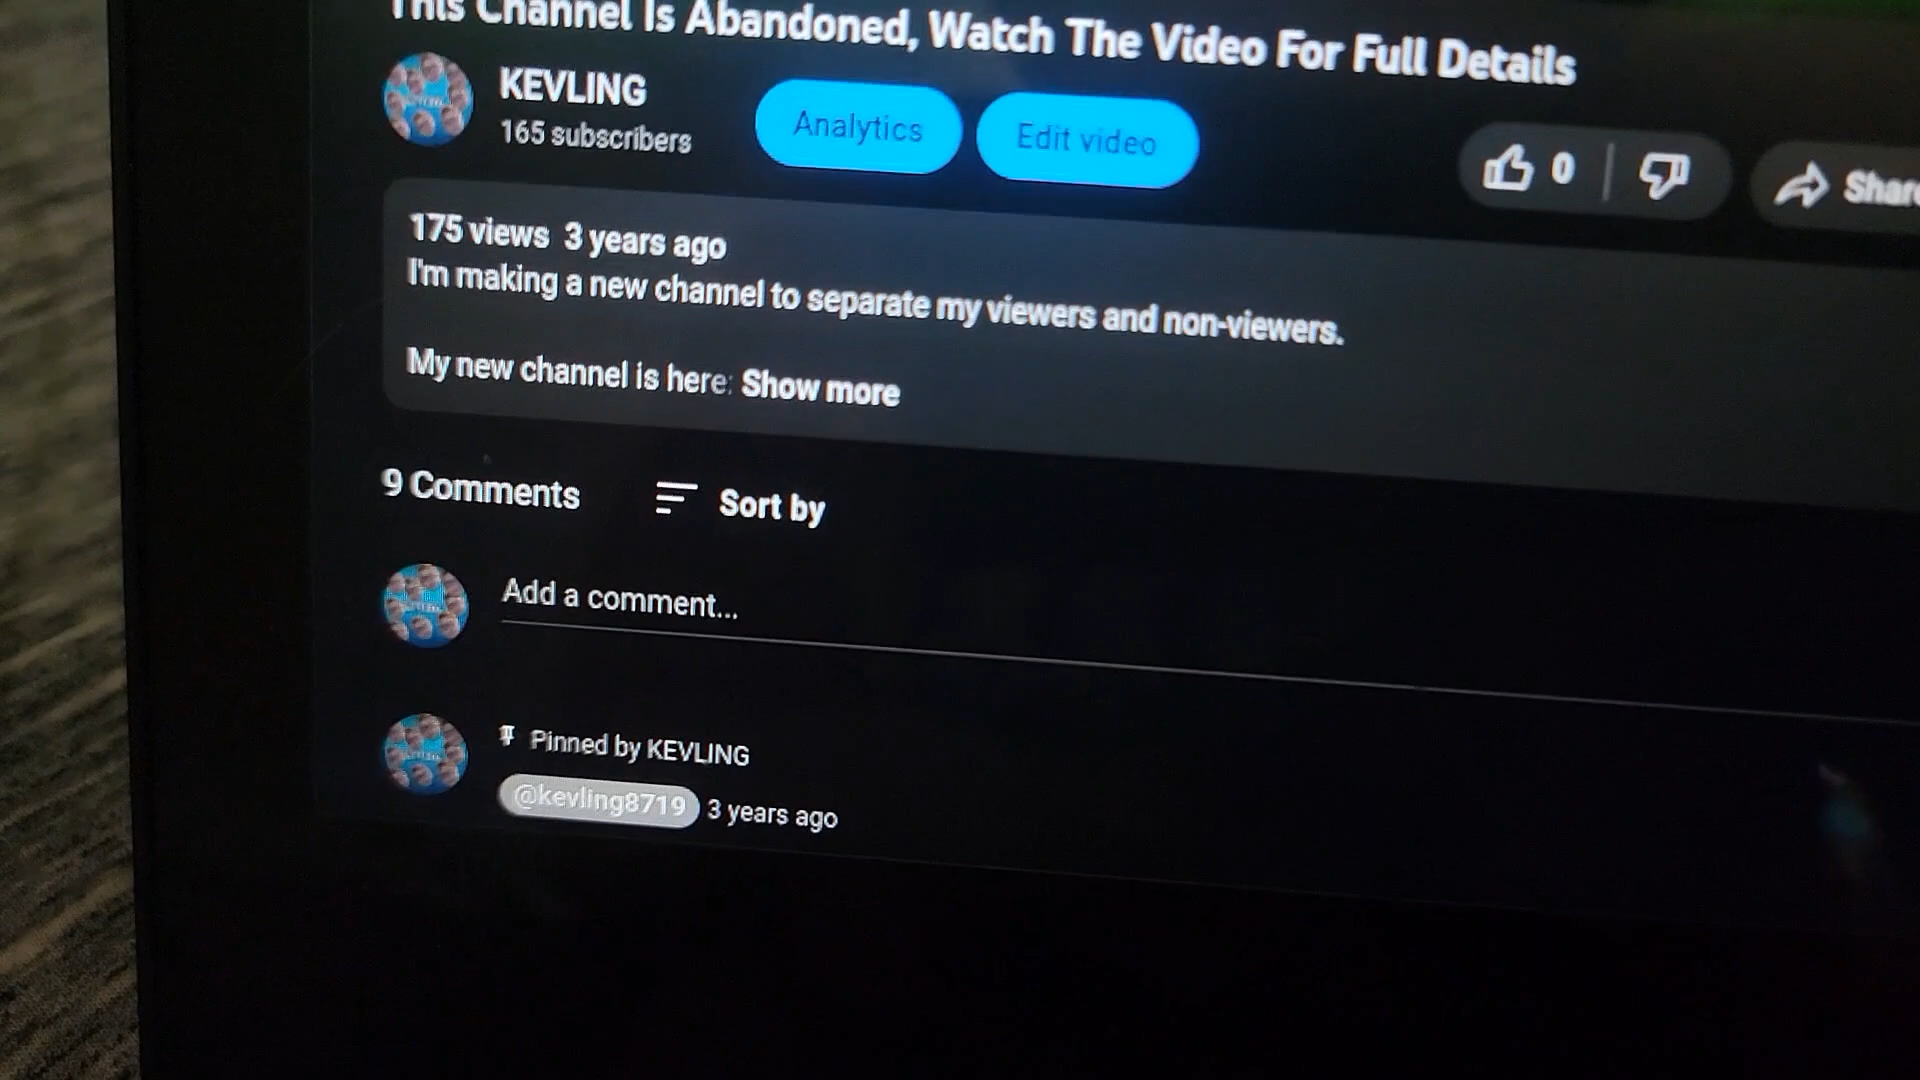 This Channel Is Abandoned, Watch The Video For Full Details
KEVLING
165 subscribers
Analytics
Edit video
0
Share
175 views 3 years ago
I'm making a new channel to separate my viewers and non-viewers.
My new channel is here: Show more
9 Comments
Sort by
Add a comment...
Pinned by KEVLING
@kevling8719 3 years ago